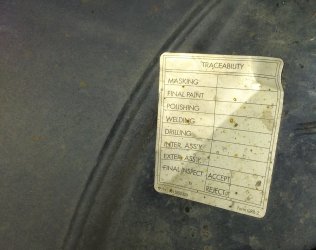 TRACEABILITY
MASKING
FINAL PAINT
POLISHING
WELDING
DRILLING
INTER. ASS'Y.
EXTER. ASS'Y.
FINAL INSPECT. ACCEPT
REJECT